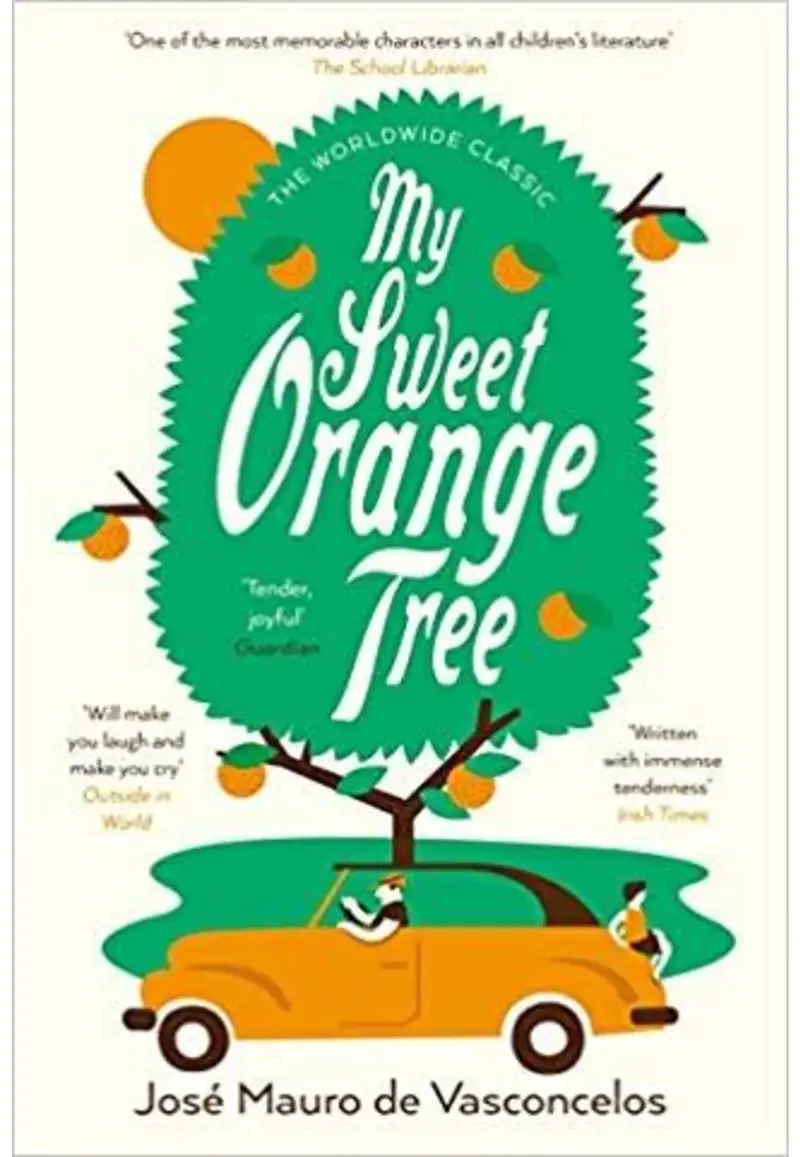 'One of the most memorable characters in all children's literature'
The School Librarian
THE WORLDWIDE CLASSIC
My
Sweet
Orange
Tree
'Tender,
joyful'
Guardian
'Will make
you laugh and
make you cry'
Outside in
World
'Written
with immense
tenderness'
Irish Times
José Mauro de Vasconcelos